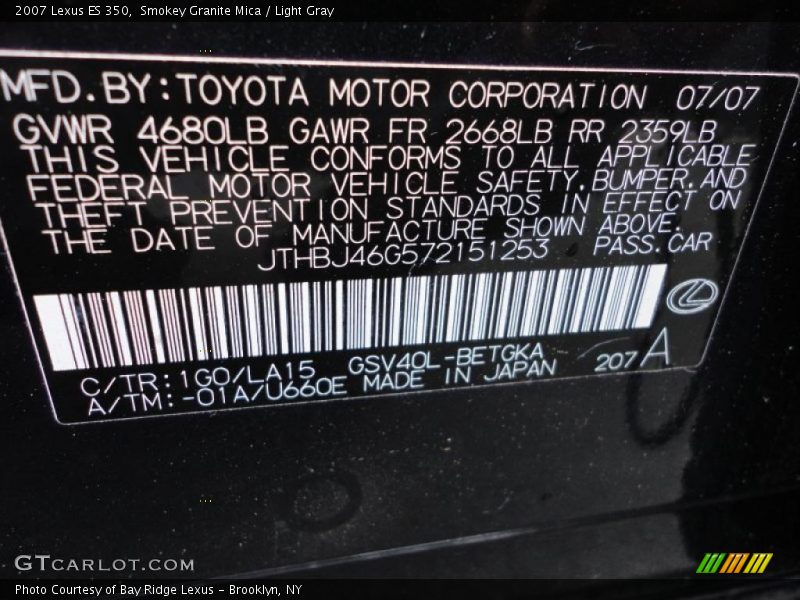 2007 Lexus ES 350, Smokey Granite Mica / Light Gray
MFD.BY:TOYOTA MOTOR CORPORATION 07/07
GVWR 4680LB GAWR FR 2668LB RR 2359LB
THIS VEHICLE CONFORMS TO ALL APPLICABLE
FEDERAL MOTOR VEHICLE SAFETY,BUMPER,AND
THEFT PREVENTION STANDARDS IN EFFECT ON
THE DATE OF MANUFACTURE SHOWN ABOVE.
JTHBJ46G572151253 PASS.CAR
C/TR:1G0/LA15 GSV40L-BETGKA 207A
A/TM:-01A/U660E MADE IN JAPAN
GTCARLOT.COM
Photo Courtesy of Bay Ridge Lexus - Brooklyn, NY